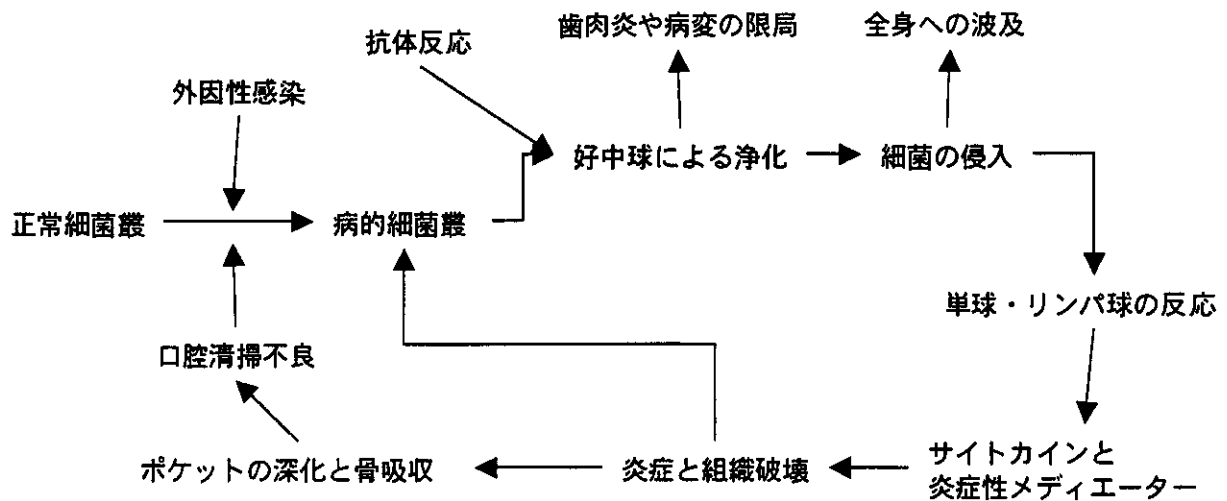 歯肉炎や病変の限局
全身への波及
抗体反応
外因性感染
好中球による浄化
細菌の侵入
正常細菌叢
病的細菌叢
単球・リンパ球の反応
口腔清掃不良
ポケットの深化と骨吸収
炎症と組織破壊
サイトカインと
炎症性メディエーター